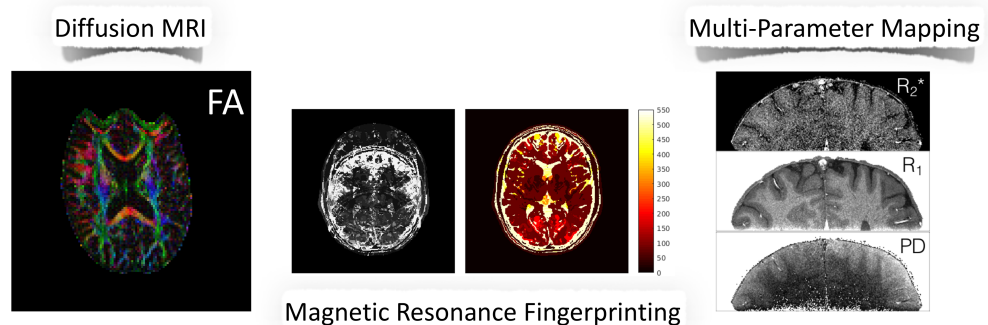 Diffusion MRI
FA
Multi-Parameter Mapping
R2*
R1
PD
550
500
450
400
350
300
250
200
150
100
50
0
Magnetic Resonance Fingerprinting